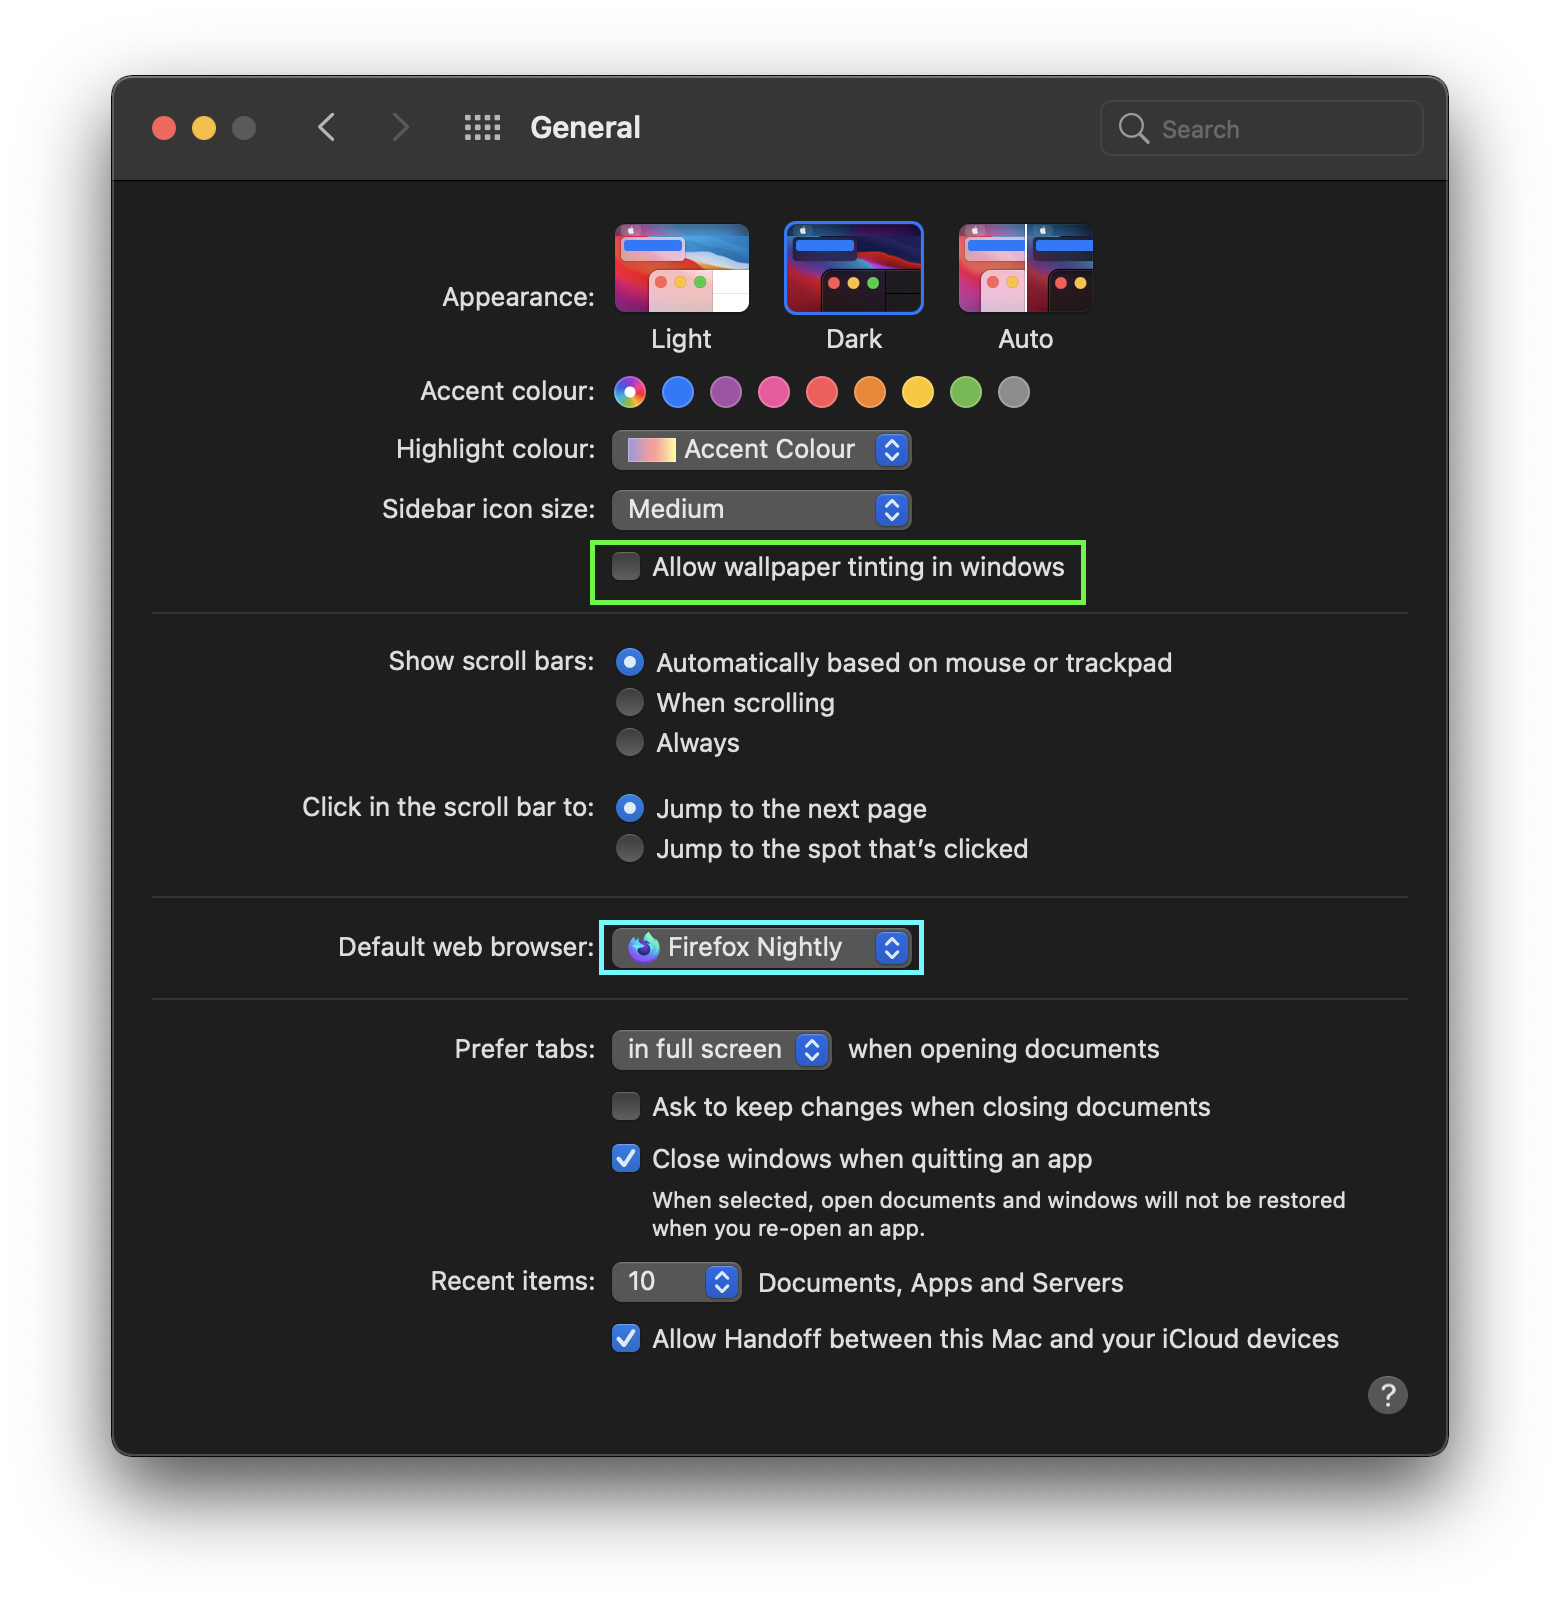 General
Search
Appearance:
Light
Dark
Auto
Accent colour:
Highlight colour: Accent Colour
Sidebar icon size: Medium
Allow wallpaper tinting in windows
Show scroll bars: Automatically based on mouse or trackpad
When scrolling
Always
Click in the scroll bar to: Jump to the next page
Jump to the spot that’s clicked
Default web browser: Firefox Nightly
Prefer tabs: in full screen when opening documents
Ask to keep changes when closing documents
Close windows when quitting an app
When selected, open documents and windows will not be restored
when you re-open an app.
Recent items: 10 Documents, Apps and Servers
Allow Handoff between this Mac and your iCloud devices
?